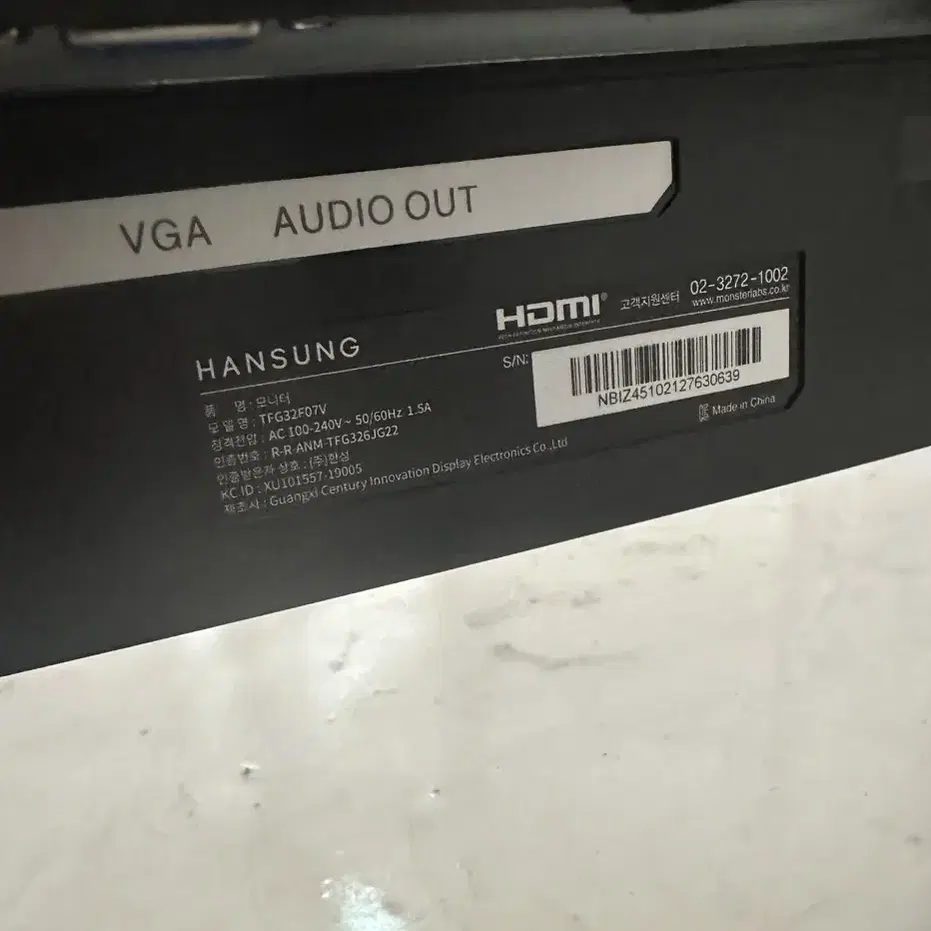 VGA AUDIO OUT
HANSUNG
HDMI
고객지원센터 02-3272-1002
www.monsterlabs.co.kr
품 명 : 모니터
모 델 명 : TFG32F07V
정격전압 : AC 100-240V~ 50/60Hz 1.5A
인증번호 : R-R ANM-TFG326JG22
인증받은자 상호 : (주)한성
KC ID : XU101557-19005
제조사 : Guangxi Century Innovation Display Electronics Co.,Ltd
S/N:
NBIZ45102127630639
Made in China